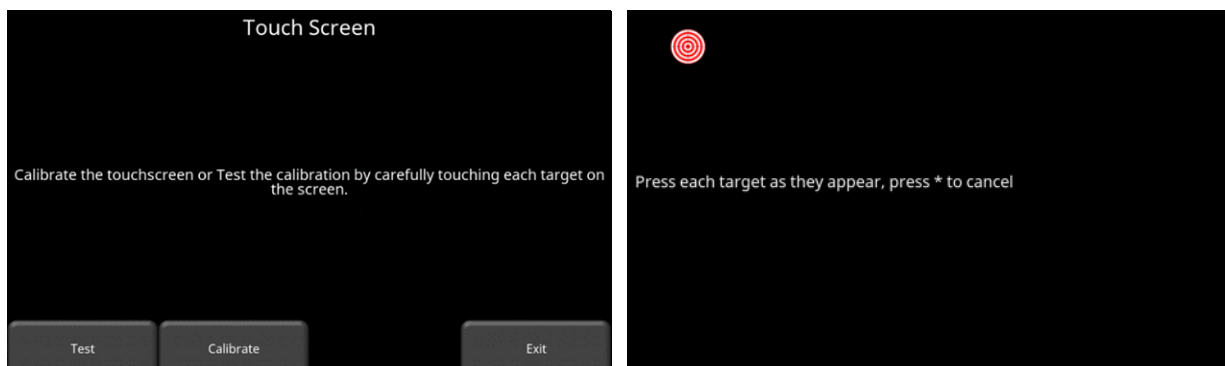 Touch Screen
Calibrate the touchscreen or Test the calibration by carefully touching each target on
the screen.
Test
Calibrate
Exit
Press each target as they appear, press * to cancel